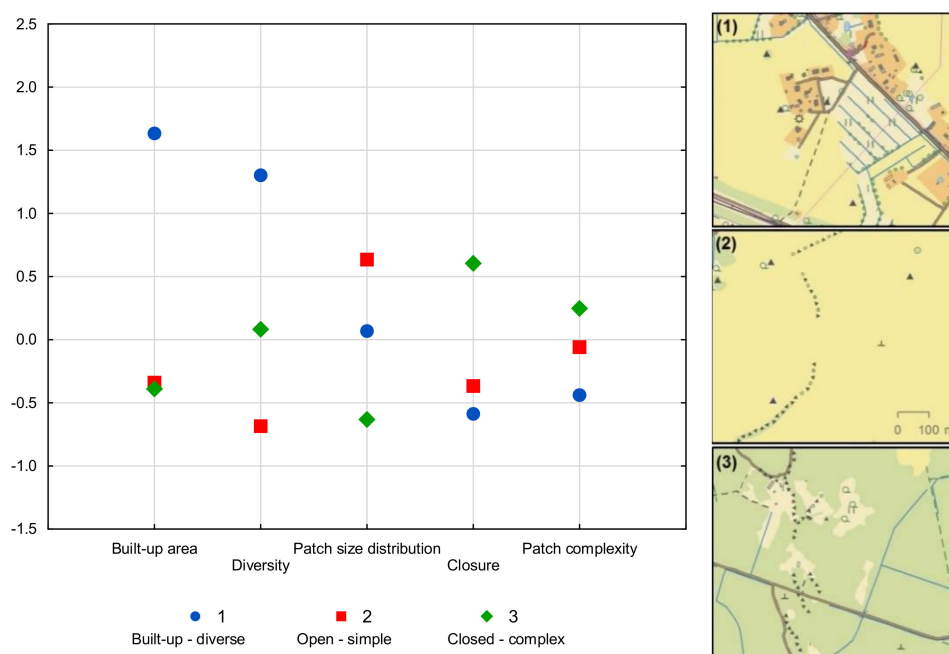 2.5
2.0
1.5
1.0
0.5
0.0
-0.5
-1.0
-1.5
Built-up area
Diversity
Patch size distribution
Closure
Patch complexity
1
Built-up - diverse
2
Open - simple
3
Closed - complex
(1)
(2)
0 100 m
(3)